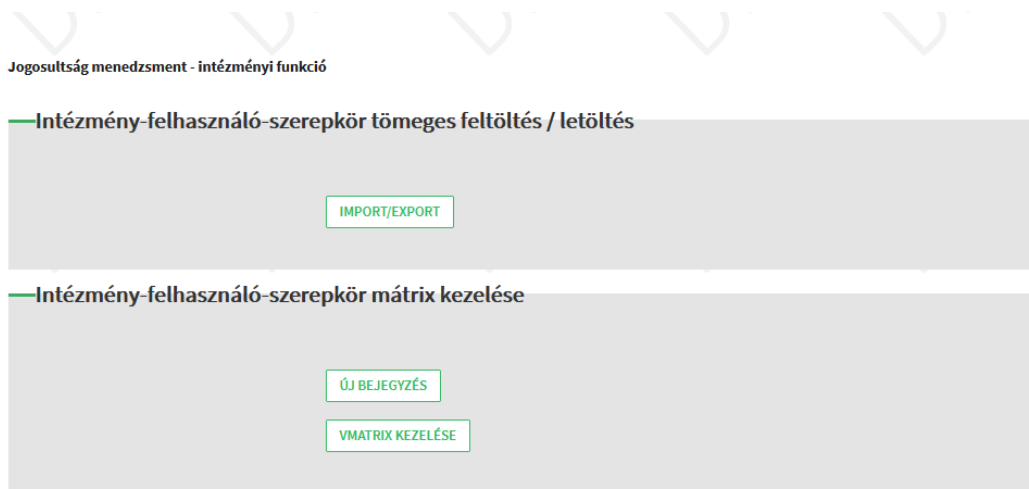 Jogosultság menedzsment - intézményi funkció
Intézmény-felhasználó-szerepkör tömeges feltöltés / letöltés
IMPORT/EXPORT
Intézmény-felhasználó-szerepkör mátrix kezelése
ÚJ BEJEGYZÉS
VMATRIX KEZELÉSE